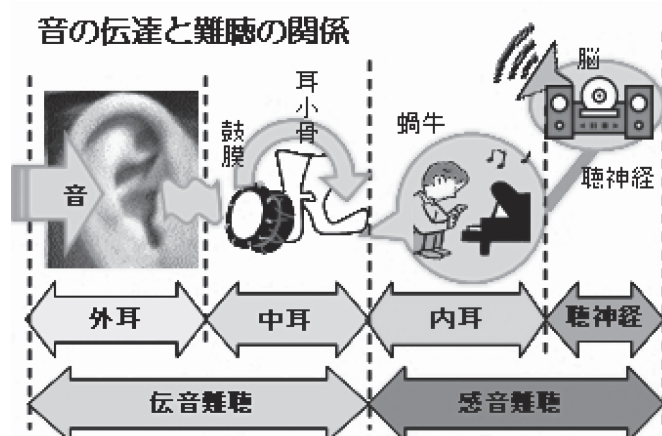 音の伝達と難聴の関係
音
鼓膜
耳小骨
蝸牛
脳
聴神経
外耳
中耳
内耳
聴神経
伝音難聴
感音難聴